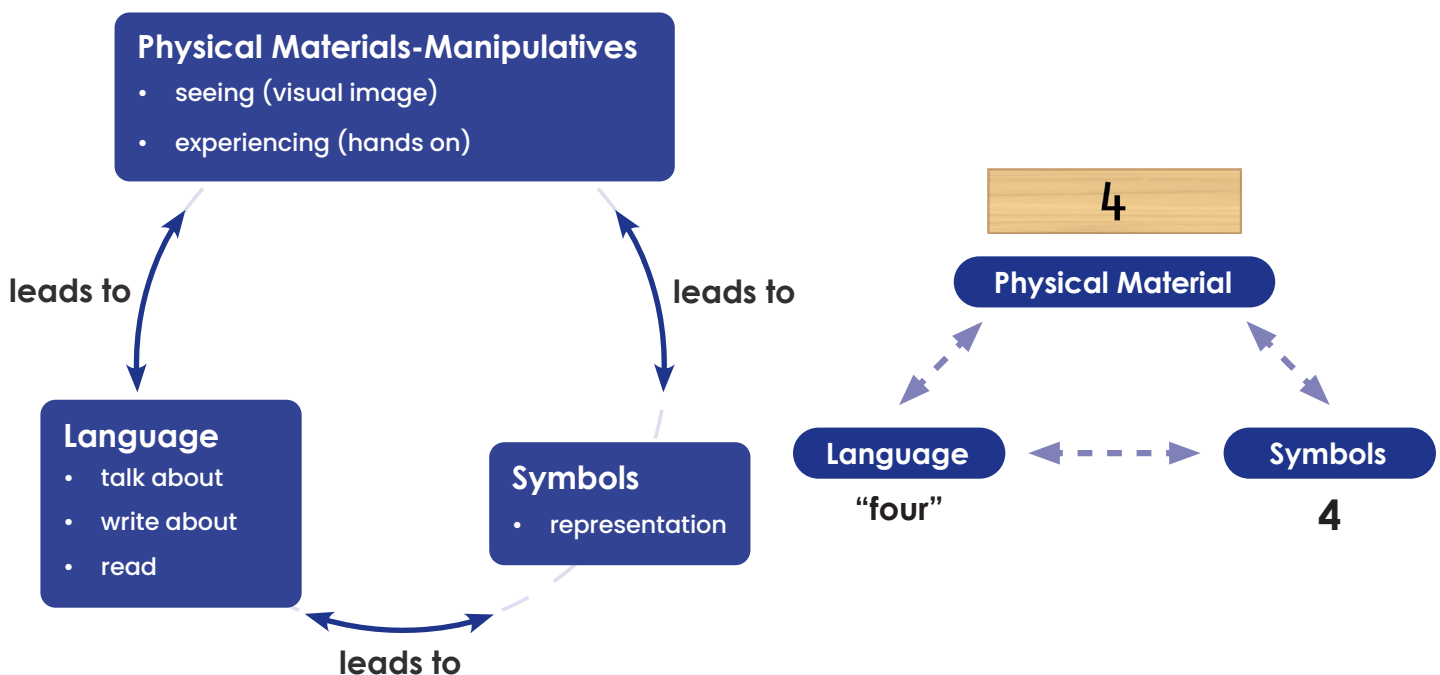 Physical Materials-Manipulatives
• seeing (visual image)
• experiencing (hands on)
leads to
leads to
Language
• talk about
• write about
• read
Symbols
• representation
leads to
4
Physical Material
Language
Symbols
“four”
4